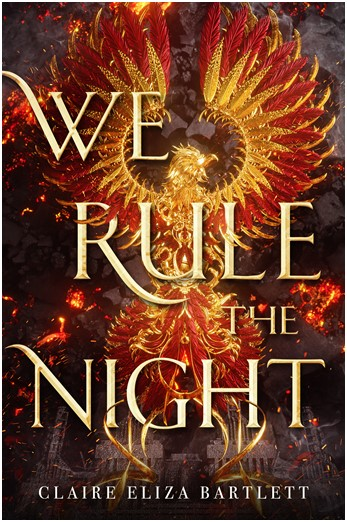 WE
RULE
THE
NIGHT
CLAIRE ELIZA BARTLETT